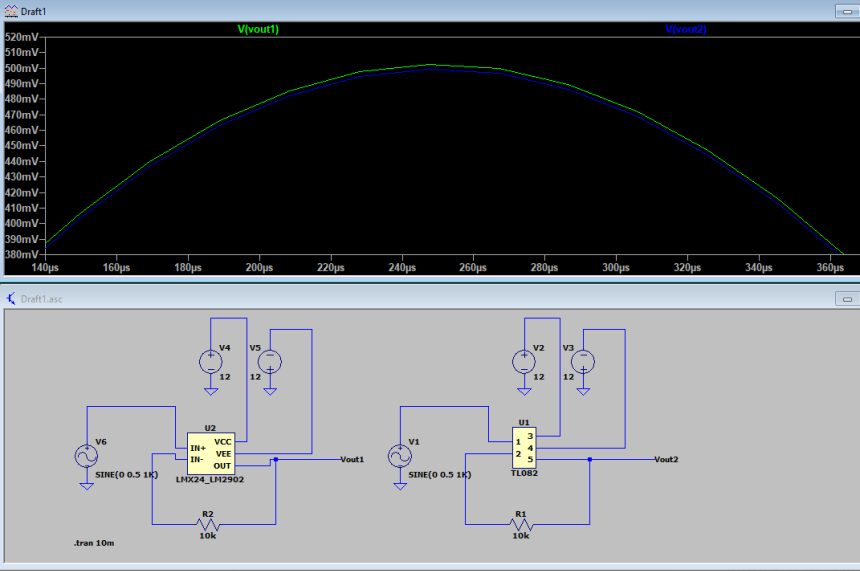 Draft1
V(vout1) V(vout2)
520mV
510mV
500mV
490mV
480mV
470mV
460mV
450mV
440mV
430mV
420mV
410mV
400mV
390mV
380mV
140µs 160µs 180µs 200µs 220µs 240µs 260µs 280µs 300µs 320µs 340µs 360µs
Draft1.asc
V4 V5 V2 V3
12 12 12 12
U2 U1
V6 IN+ VCC V1 1 3
IN- VEE 2 4
OUT Vout1 5 Vout2
SINE(0 0.5 1K) LMX24_LM2902 SINE(0 0.5 1K) TL082
R2 R1
10k 10k
.tran 10m